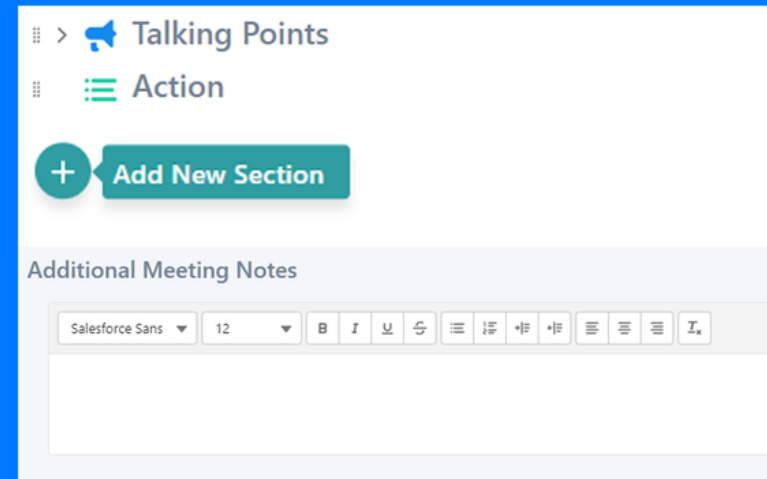 Talking Points
Action
+ Add New Section
Additional Meeting Notes
Salesforce Sans 12 B I U S